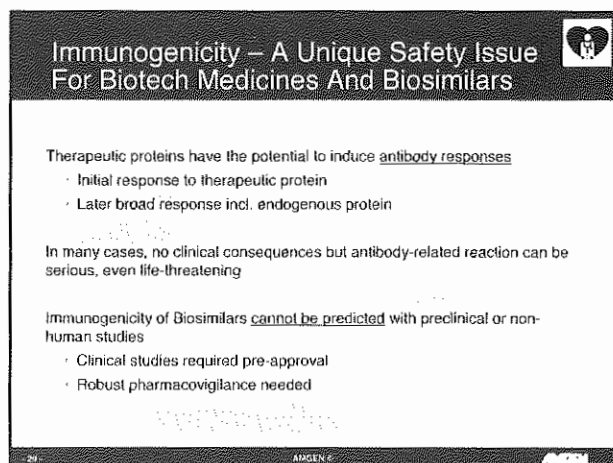 Immunogenicity – A Unique Safety Issue
For Biotech Medicines And Biosimilars
Therapeutic proteins have the potential to induce antibody responses
· Initial response to therapeutic protein
· Later broad response incl. endogenous protein
In many cases, no clinical consequences but antibody-related reaction can be
serious, even life-threatening
Immunogenicity of Biosimilars cannot be predicted with preclinical or non-
human studies
· Clinical studies required pre-approval
· Robust pharmacovigilance needed
- 29 -